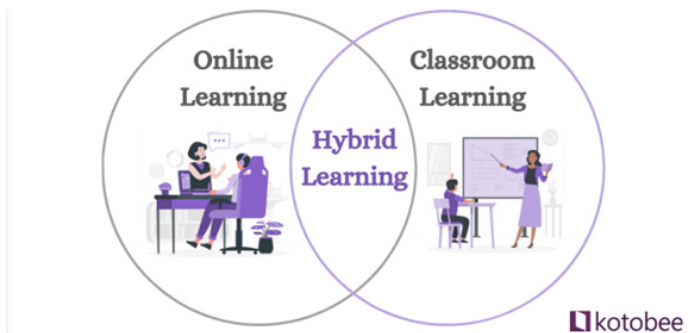 Online
Learning
Classroom
Learning
Hybrid
Learning
kotobee